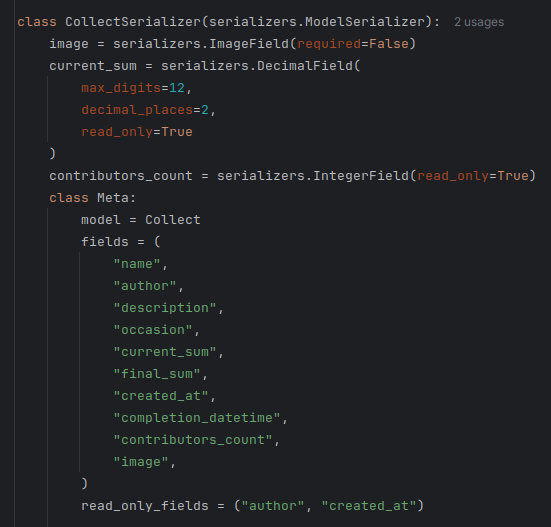 class CollectSerializer(serializers.ModelSerializer): 2 usages
    image = serializers.ImageField(required=False)
    current_sum = serializers.DecimalField(
        max_digits=12,
        decimal_places=2,
        read_only=True
    )
    contributors_count = serializers.IntegerField(read_only=True)
    class Meta:
        model = Collect
        fields = (
            "name",
            "author",
            "description",
            "occasion",
            "current_sum",
            "final_sum",
            "created_at",
            "completion_datetime",
            "contributors_count",
            "image",
        )
        read_only_fields = ("author", "created_at")